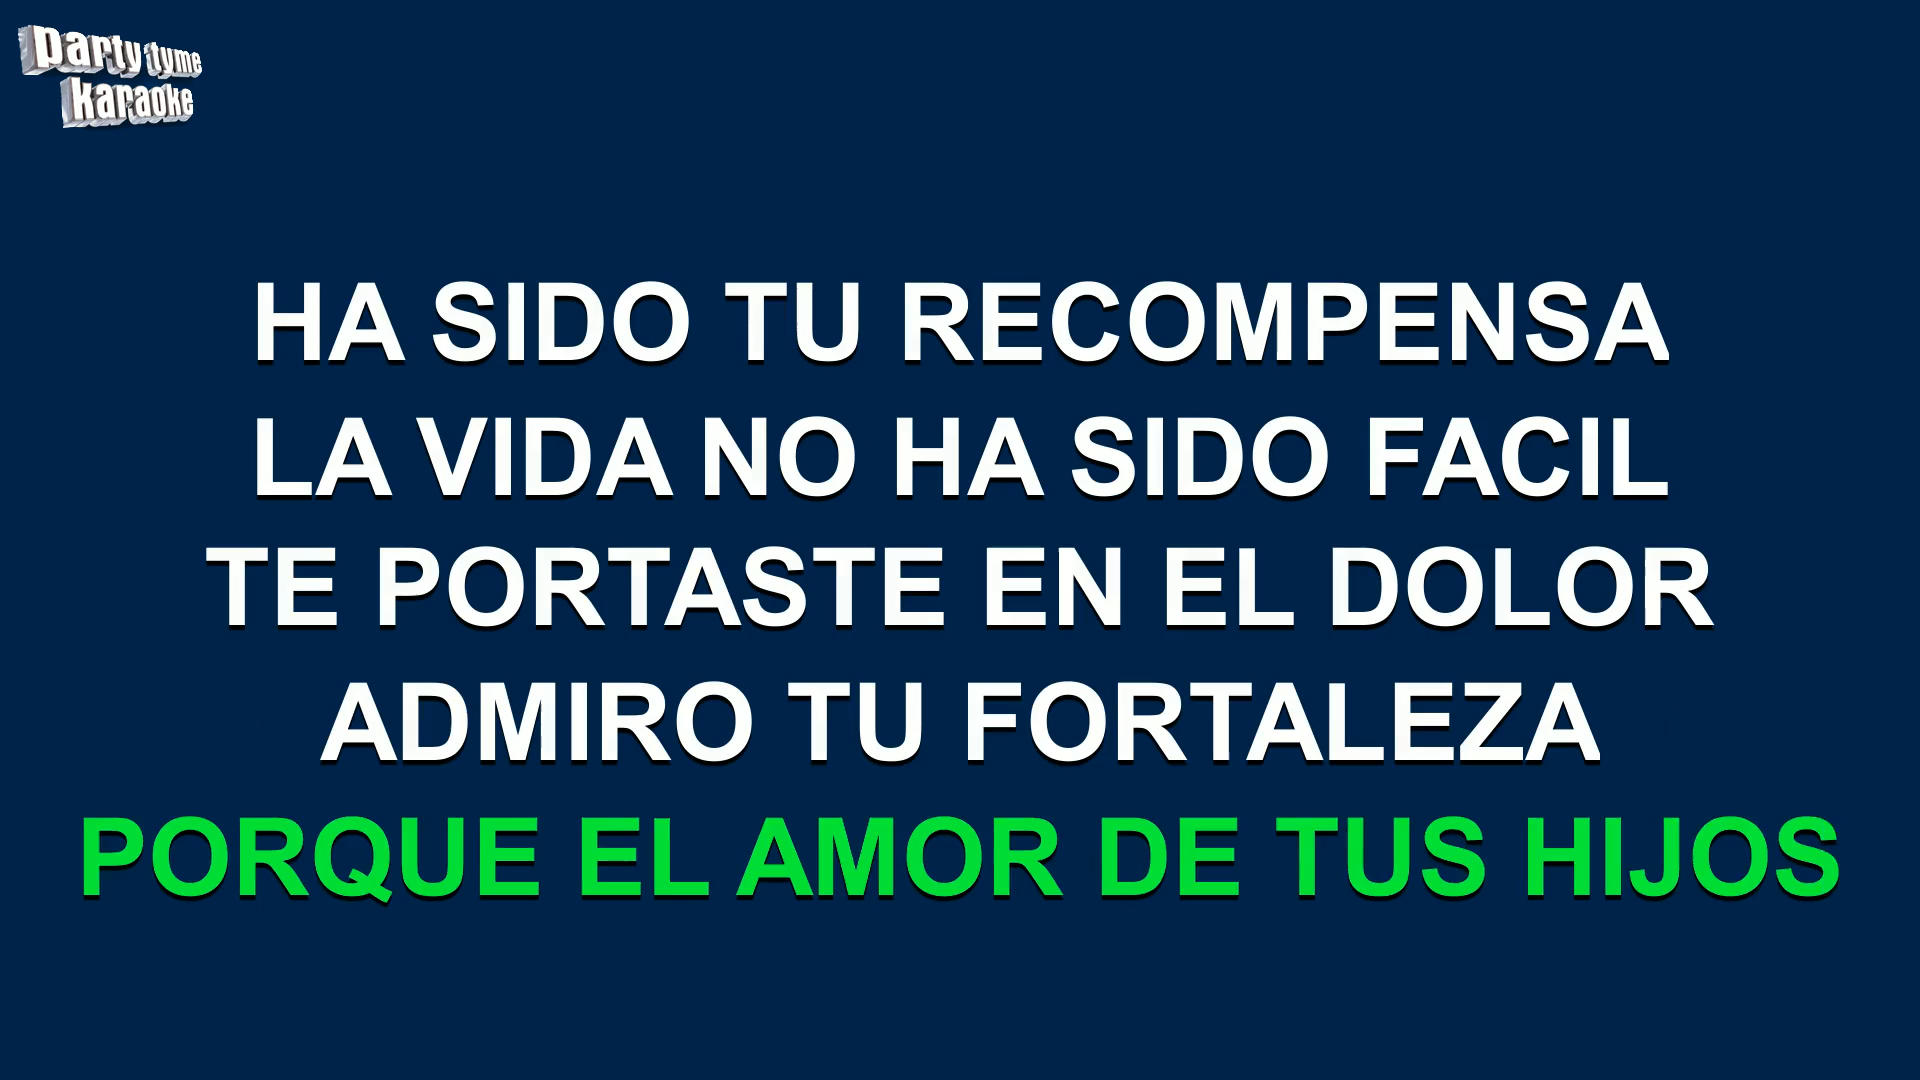 party tyme
karaoke
HA SIDO TU RECOMPENSA
LA VIDA NO HA SIDO FACIL
TE PORTASTE EN EL DOLOR
ADMIRO TU FORTALEZA
PORQUE EL AMOR DE TUS HIJOS